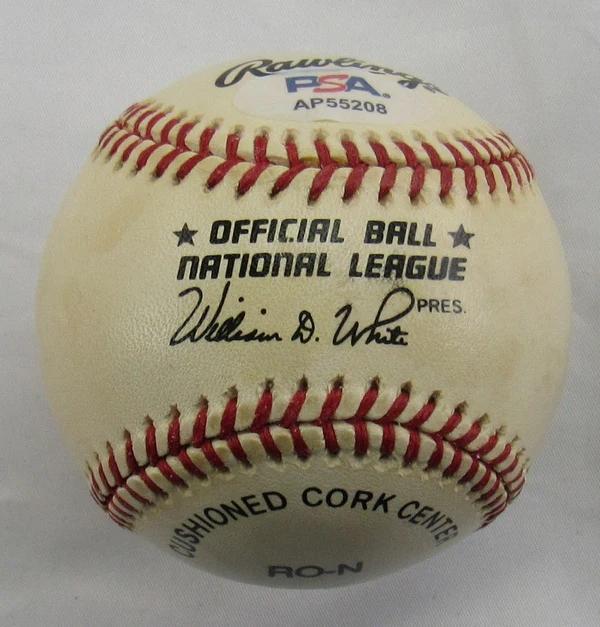 Rawlings
PSA
AP55208
★ OFFICIAL BALL ★
NATIONAL LEAGUE
William D. White PRES.
CUSHIONED CORK CENTER
RO-N